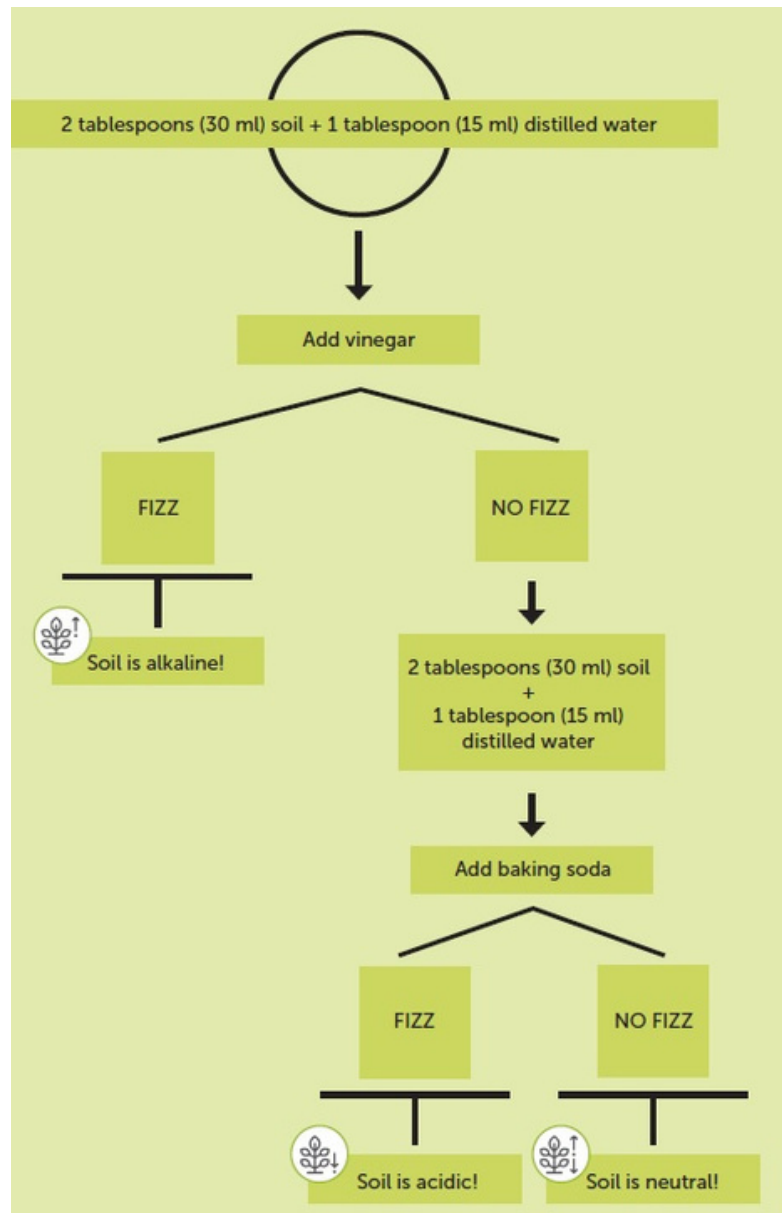 2 tablespoons (30 ml) soil + 1 tablespoon (15 ml) distilled water
Add vinegar
FIZZ
NO FIZZ
Soil is alkaline!
2 tablespoons (30 ml) soil
+
1 tablespoon (15 ml)
distilled water
Add baking soda
FIZZ
NO FIZZ
Soil is acidic!
Soil is neutral!